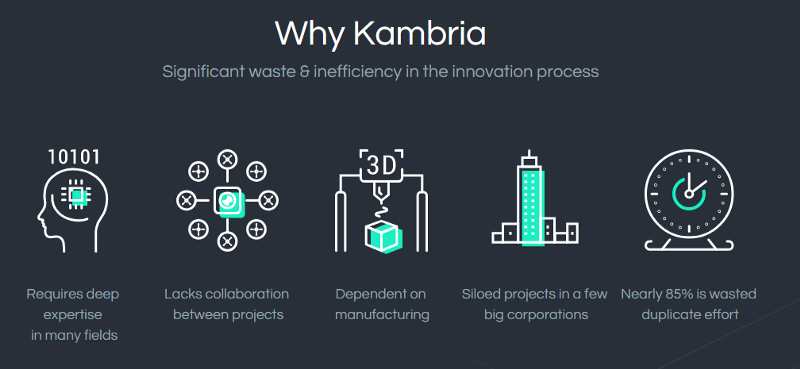 Why Kambria
Significant waste & inefficiency in the innovation process
10101
3D
Requires deep
expertise
in many fields
Lacks collaboration
between projects
Dependent on
manufacturing
Siloed projects in a few
big corporations
Nearly 85% is wasted
duplicate effort